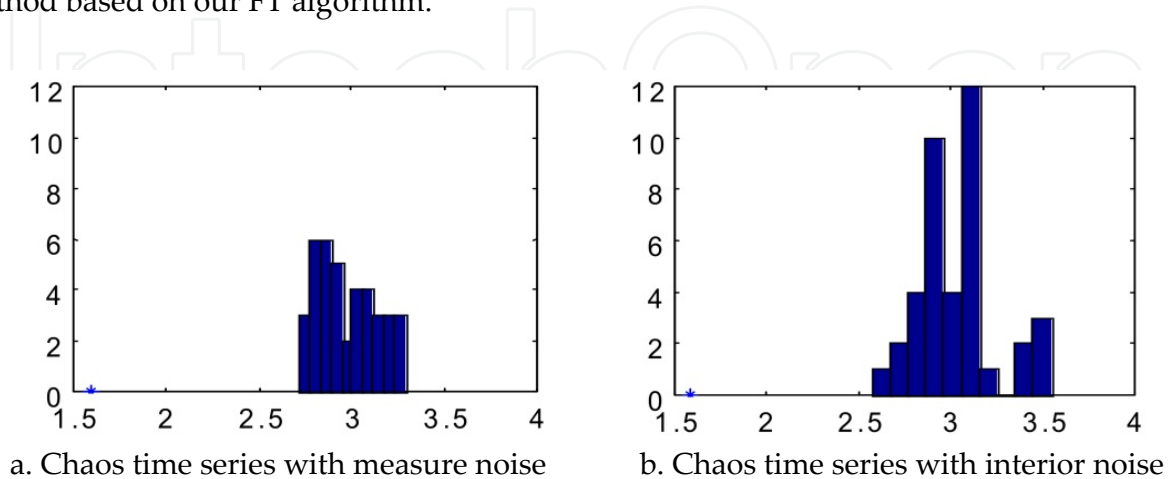 thod based on our FT algorithm.
IntechOpen
12
10
8
6
4
2
0
1.5 2 2.5 3 3.5 4
a. Chaos time series with measure noise
12
10
8
6
4
2
0
1.5 2 2.5 3 3.5 4
b. Chaos time series with interior noise